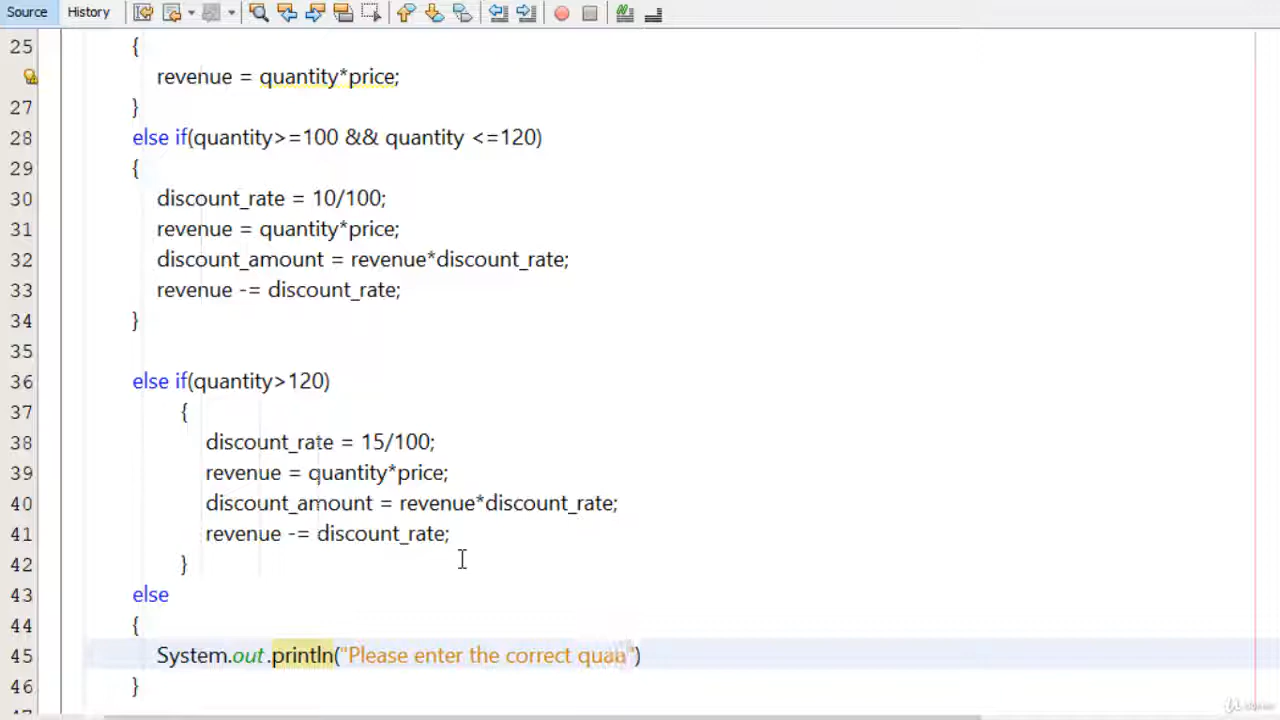 Source History
25 {
revenue = quantity*price;
27 }
28 else if(quantity>=100 && quantity <=120)
29 {
30 discount_rate = 10/100;
31 revenue = quantity*price;
32 discount_amount = revenue*discount_rate;
33 revenue -= discount_rate;
34 }
35
36 else if(quantity>120)
37 {
38 discount_rate = 15/100;
39 revenue = quantity*price;
40 discount_amount = revenue*discount_rate;
41 revenue -= discount_rate;
42 }
43 else
44 {
45 System.out.println("Please enter the correct quaa")
46 }